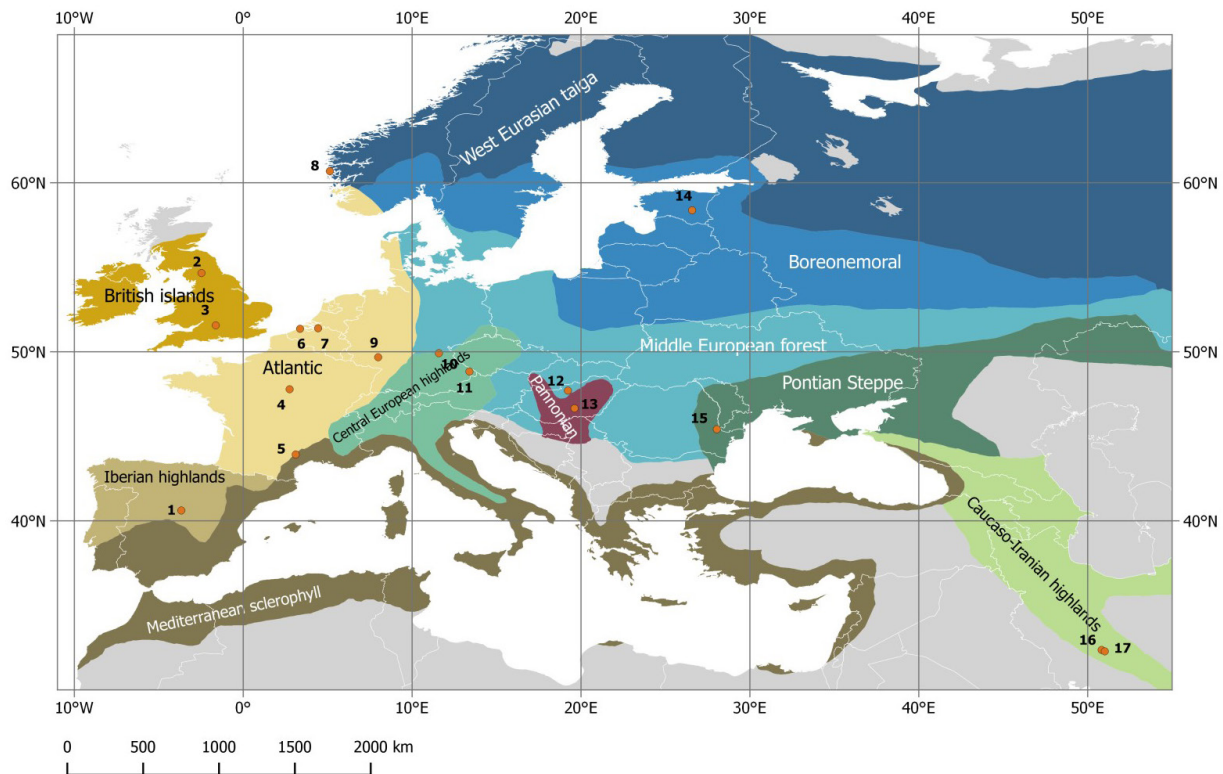 10°W 0° 10°E 20°E 30°E 40°E 50°E
West Eurasian taiga
8
60°N 60°N
14
2
Boreonemoral
British islands
3
6 7 9
50°N 50°N
Middle European forest
Atlantic
10
Central European highlands
11
12
Pannonian
13
Pontian Steppe
4
15
5
Iberian highlands
1
40°N 40°N
Caucaso-Iranian highlands
Mediterranean sclerophyll
16 17
10°W 0° 10°E 20°E 30°E 40°E 50°E
0 500 1000 1500 2000 km